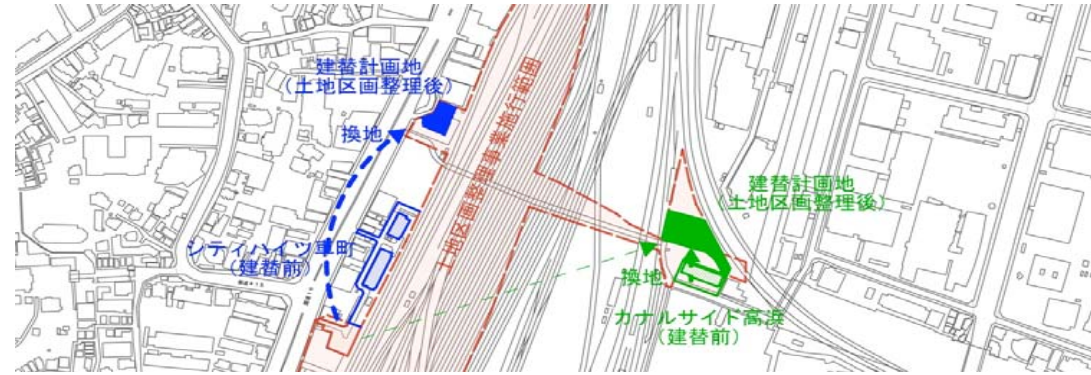 建替計画地
（土地区画整理後）
換地
シティハイツ車町
（建替前）
土地区画整理事業施行範囲
建替計画地
（土地区画整理後）
換地
カナルサイド高浜
（建替前）